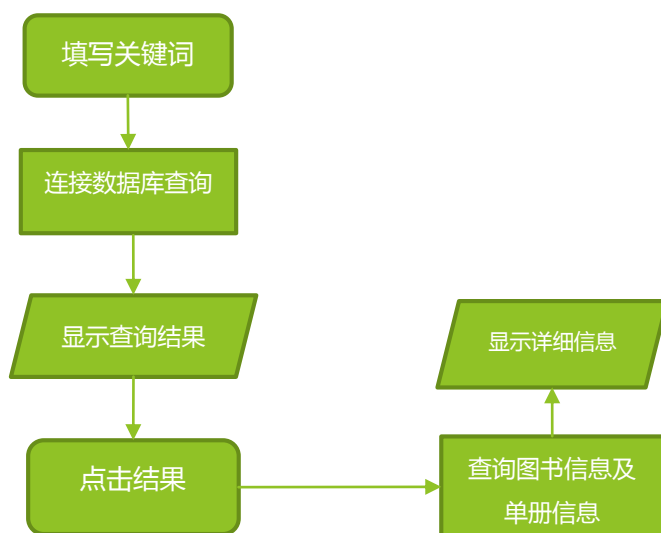 填写关键词
连接数据库查询
显示查询结果
点击结果
查询图书信息及
单册信息
显示详细信息